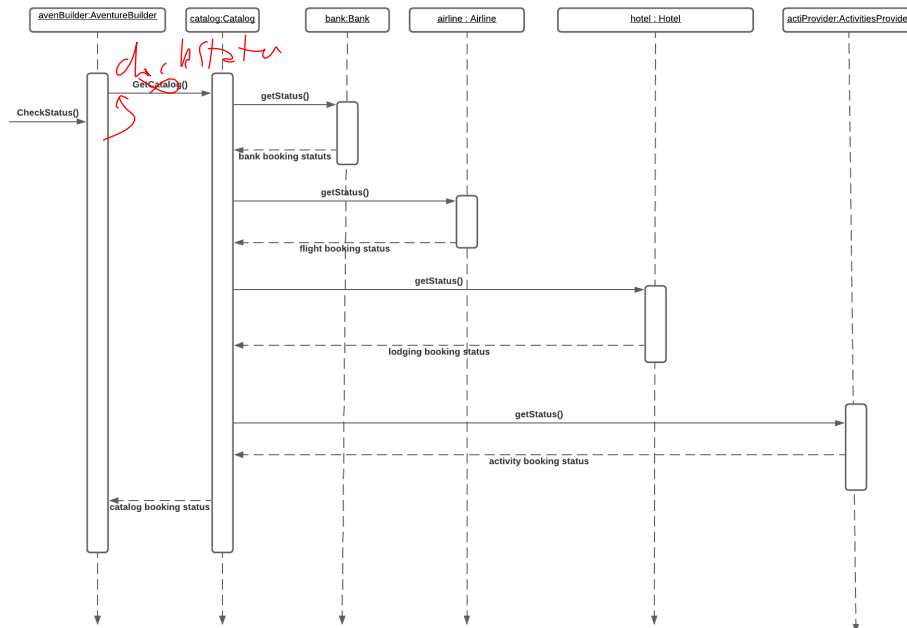 avenBuilder:AventureBuilder
catalog:Catalog
bank:Bank
airline : Airline
hotel : Hotel
actiProvider:ActivitiesProvide
checkStatu
GetCatalog()
getStatus()
CheckStatus()
bank booking statuts
getStatus()
flight booking status
getStatus()
lodging booking status
getStatus()
activity booking status
catalog booking status